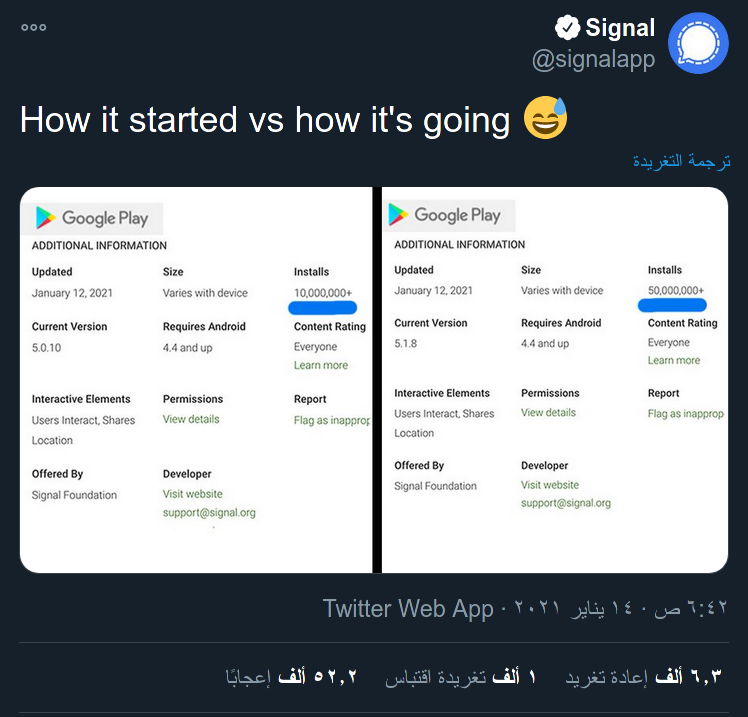 Signal
@signalapp
How it started vs how it's going 😅
ترجمة التغريدة
Google Play
ADDITIONAL INFORMATION
Updated Size Installs
January 12, 2021 Varies with device 10,000,000+
Current Version Requires Android Content Rating
5.0.10 4.4 and up Everyone
Learn more
Interactive Elements Permissions Report
Users Interact, Shares View details Flag as inapprop
Location
Offered By Developer
Signal Foundation Visit website
support@signal.org
Google Play
ADDITIONAL INFORMATION
Updated Size Installs
January 12, 2021 Varies with device 50,000,000+
Current Version Requires Android Content Rating
5.1.8 4.4 and up Everyone
Learn more
Interactive Elements Permissions Report
Users Interact, Shares View details Flag as inapprop
Location
Offered By Developer
Signal Foundation Visit website
support@signal.org
٦:٤٢ ص · ١٤ يناير ٢٠٢١ · Twitter Web App
٦,٣ ألف إعادة تغريد ١ ألف تغريدة اقتباس ٥٢,٢ ألف إعجابًا